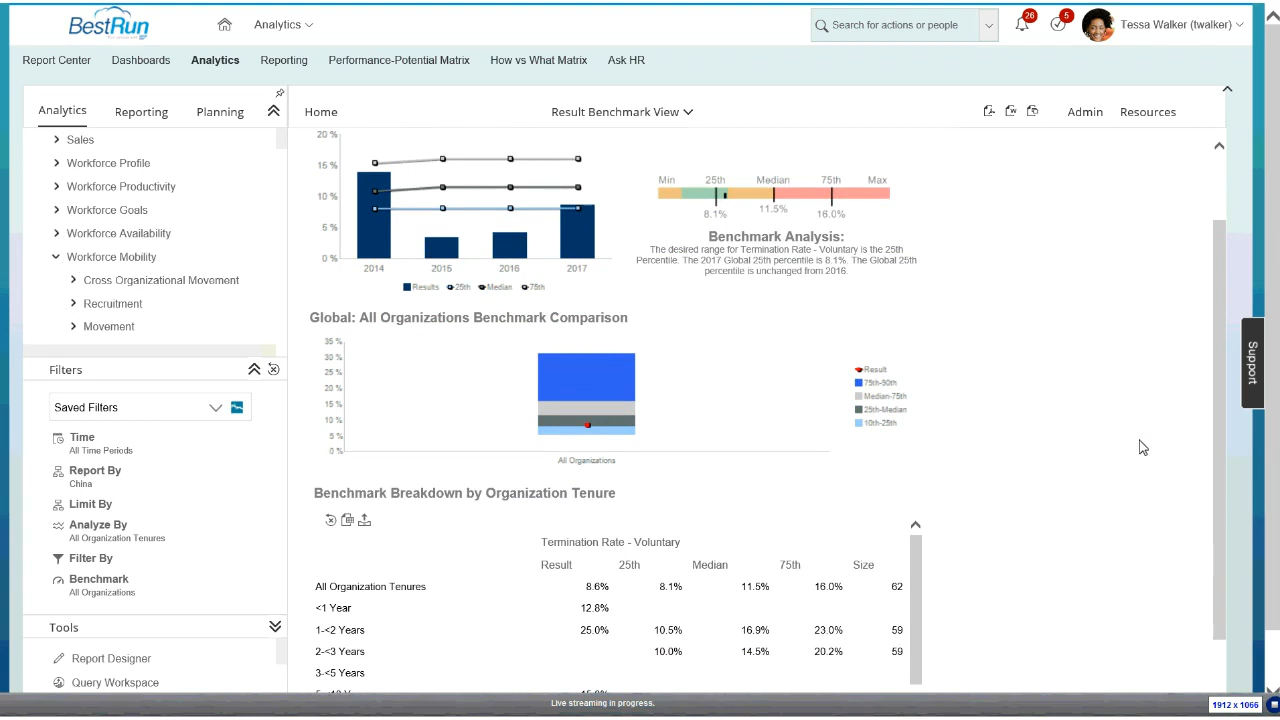 BestRun
Analytics
Search for actions or people
26
5
Tessa Walker (twalker)
Report Center
Dashboards
Analytics
Reporting
Performance-Potential Matrix
How vs What Matrix
Ask HR
Analytics
Reporting
Planning
Home
Result Benchmark View
Admin
Resources
Sales
Workforce Profile
Workforce Productivity
Workforce Goals
Workforce Availability
Workforce Mobility
Cross Organizational Movement
Recruitment
Movement
Filters
Saved Filters
Time
All Time Periods
Report By
China
Limit By
Analyze By
All Organization Tenures
Filter By
Benchmark
All Organizations
Tools
Report Designer
Query Workspace
20 %
15 %
10 %
5 %
0 %
2014 2015 2016 2017
Results 25th Median 75th
Min 25th Median 75th Max
8.1% 11.5% 16.0%
Benchmark Analysis:
The desired range for Termination Rate - Voluntary is the 25th
Percentile. The 2017 Global 25th percentile is 8.1%. The Global 25th
percentile is unchanged from 2016.
Global: All Organizations Benchmark Comparison
35 %
30 %
25 %
20 %
15 %
10 %
5 %
0 %
All Organizations
Result
75th-90th
Median-75th
25th-Median
10th-25th
Benchmark Breakdown by Organization Tenure
Termination Rate - Voluntary
Result 25th Median 75th Size
All Organization Tenures 8.6% 8.1% 11.5% 16.0% 62
<1 Year 12.8%
1-<2 Years 25.0% 10.5% 16.9% 23.0% 59
2-<3 Years 10.0% 14.5% 20.2% 59
3-<5 Years
Support
Live streaming in progress.
1912 x 1066